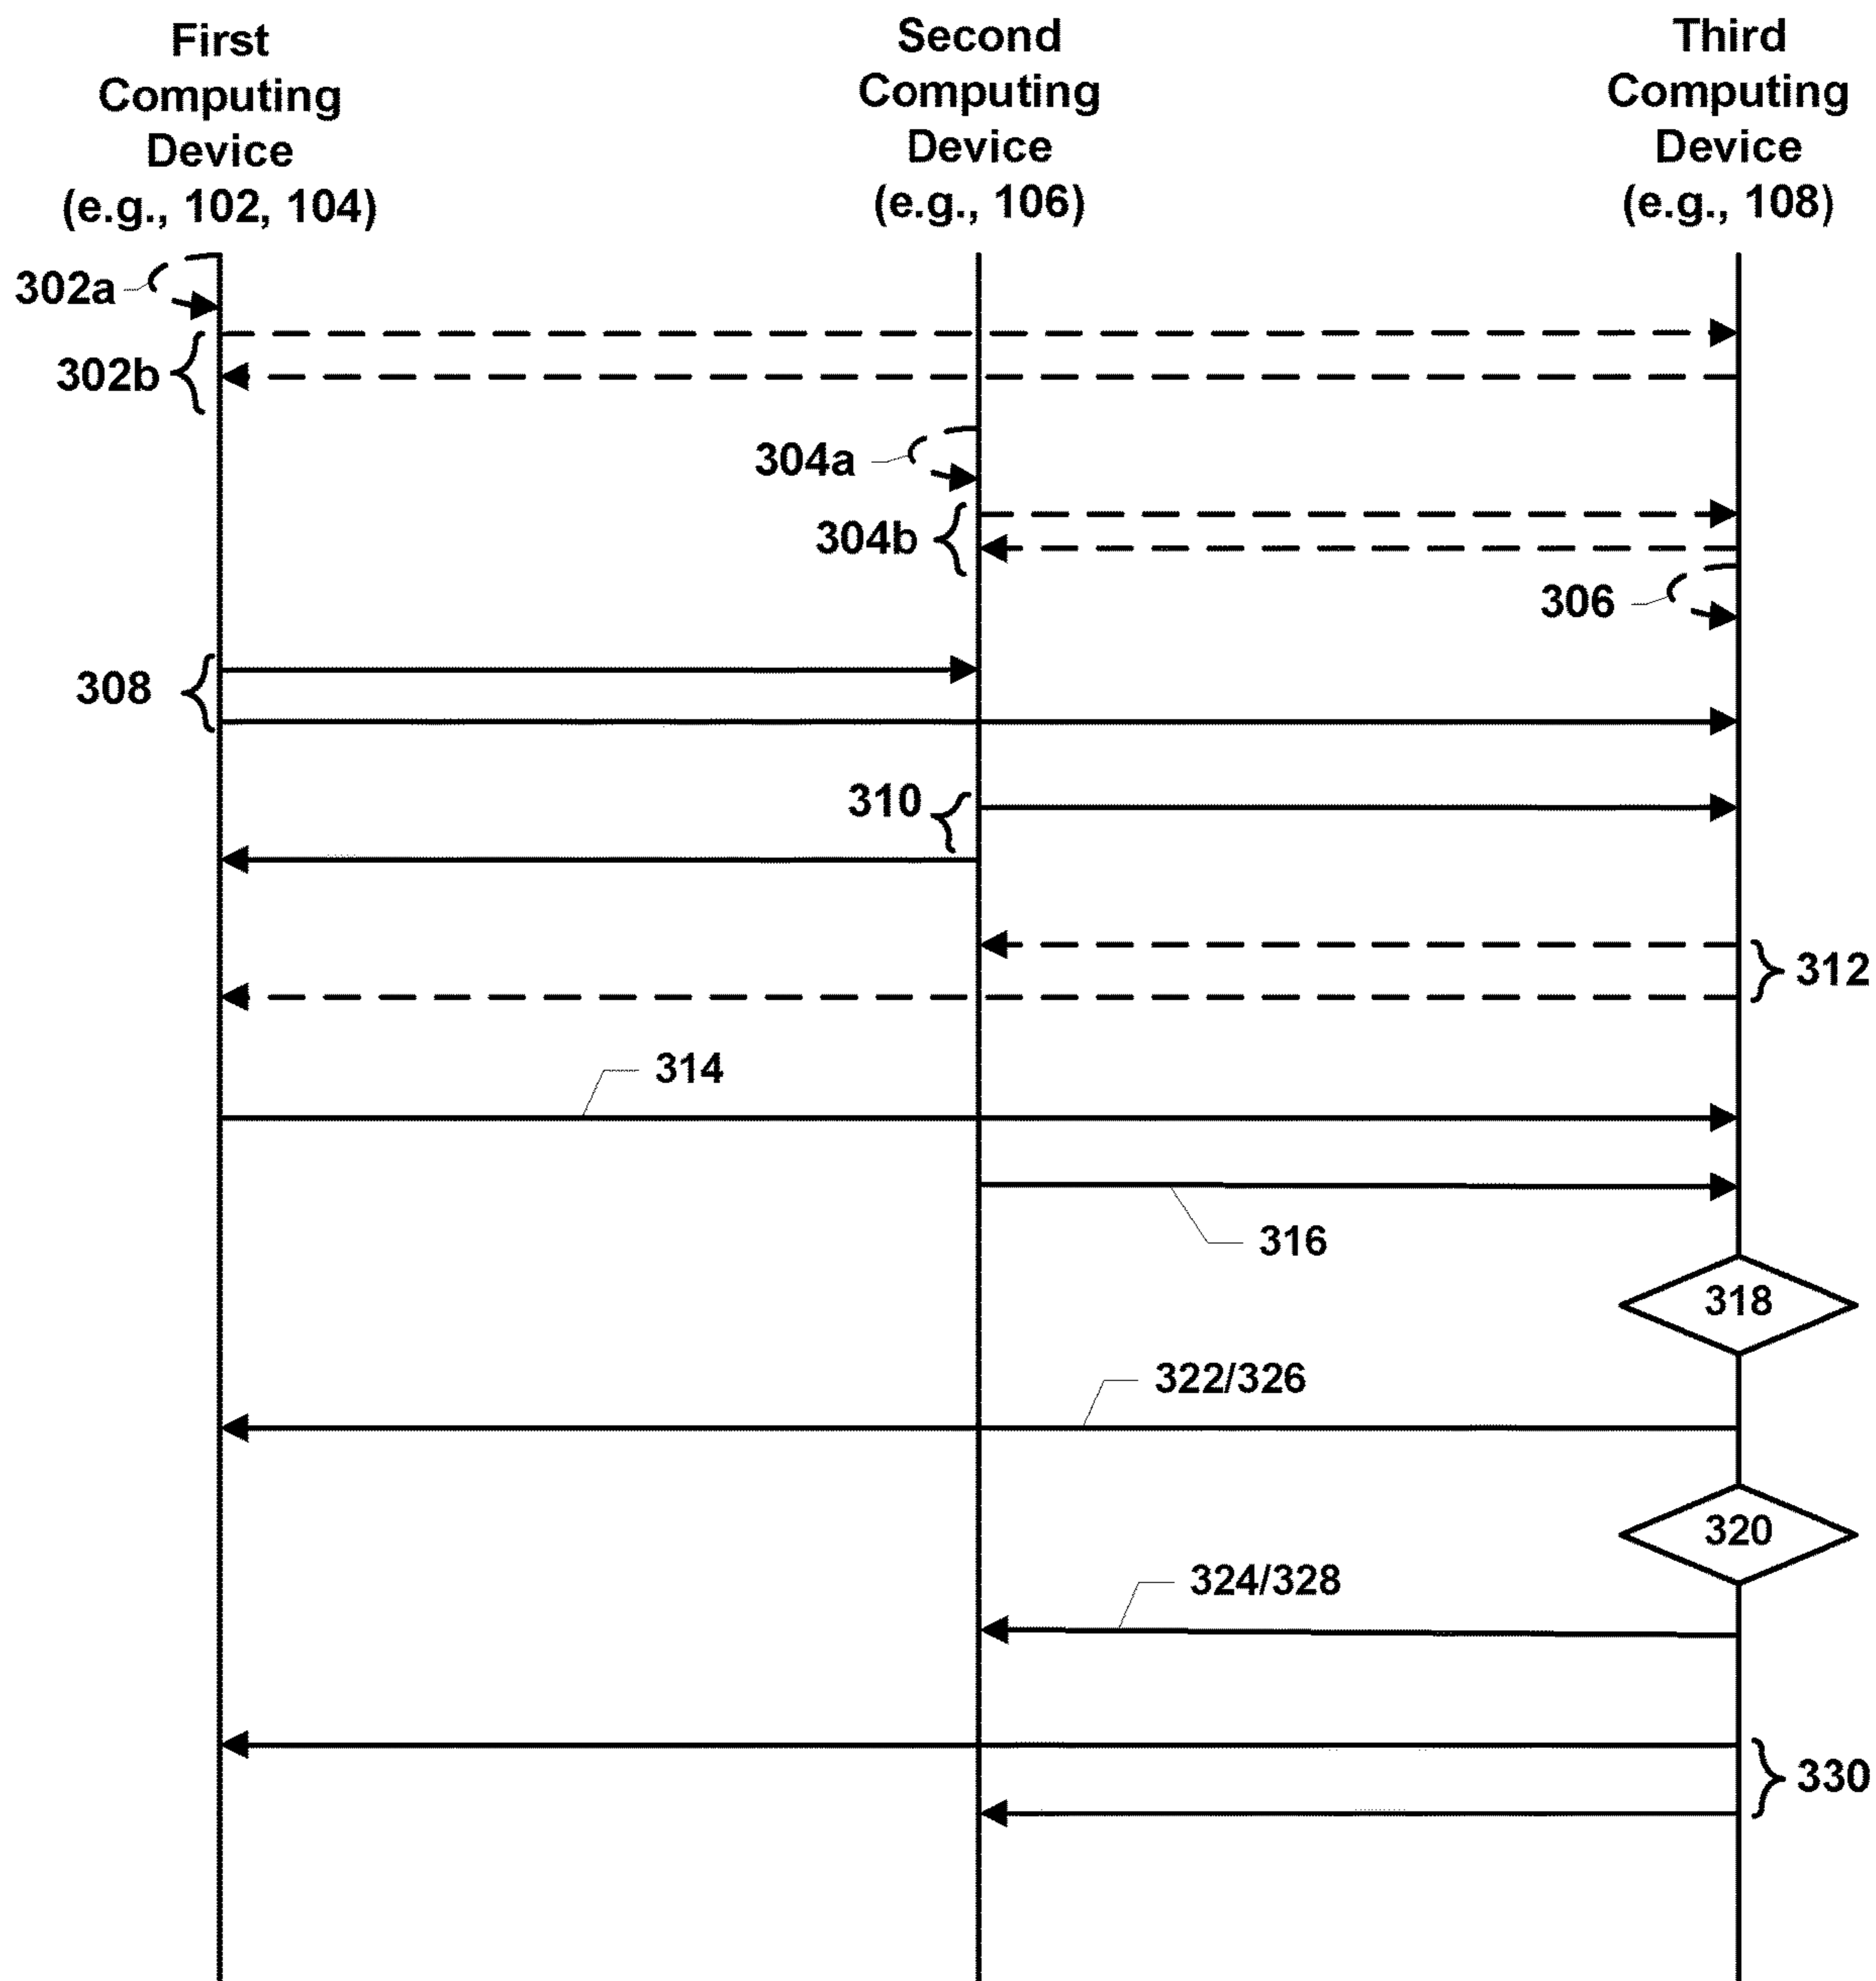 First
Computing
Device
(e.g., 102, 104)
Second
Computing
Device
(e.g., 106)
Third
Computing
Device
(e.g., 108)
302a
302b
304a
304b
306
308
310
312
314
316
318
322/326
320
324/328
330